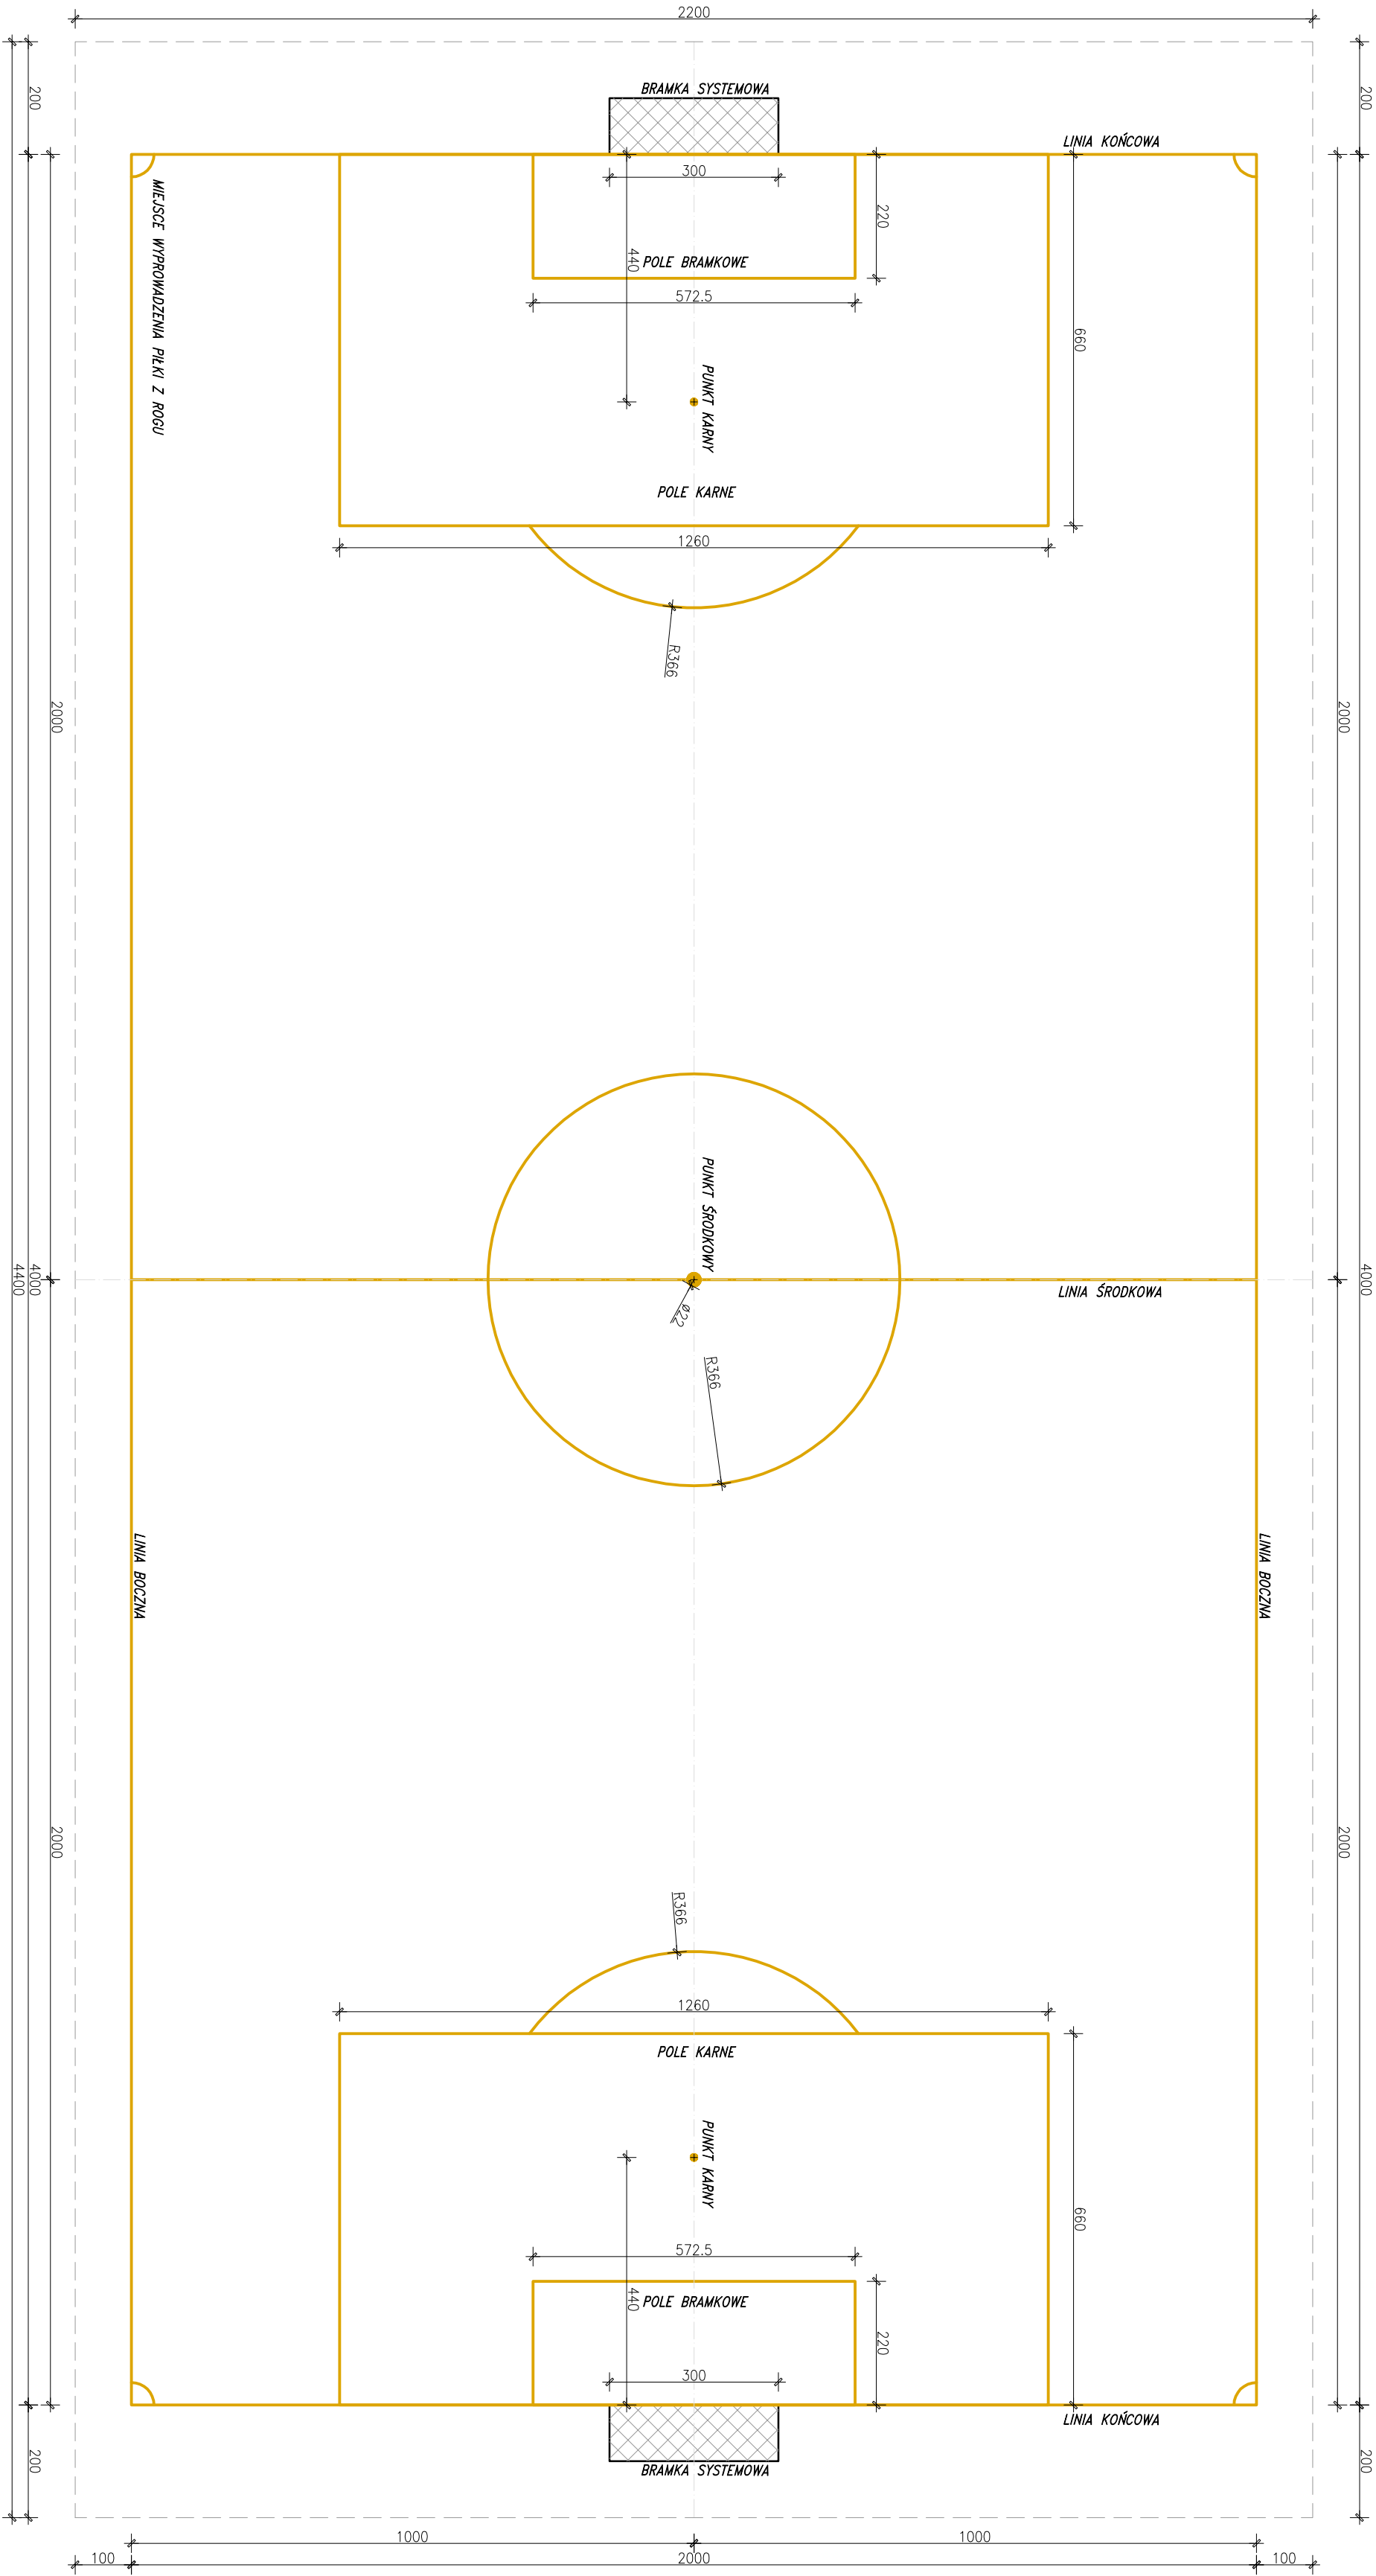 2200
200
200
BRAMKA SYSTEMOWA
LINIA KOŃCOWA
300
220
440
POLE BRAMKOWE
572.5
MIEJSCE WYPROWADZENIA PIŁKI Z ROGU
660
PUNKT KARNY
POLE KARNE
1260
R366
2000
2000
PUNKT ŚRODKOWY
4400
4000
4000
LINIA ŚRODKOWA
ø22
R366
LINIA BOCZNA
LINIA BOCZNA
2000
2000
R366
1260
POLE KARNE
PUNKT KARNY
660
572.5
440
POLE BRAMKOWE
220
300
LINIA KOŃCOWA
BRAMKA SYSTEMOWA
200
200
1000
1000
100
2000
100